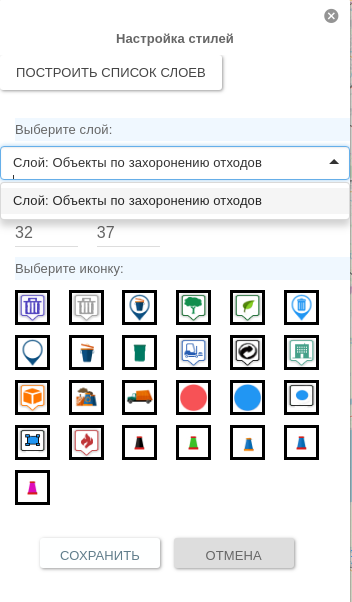 Настройка стилей
ПОСТРОИТЬ СПИСОК СЛОЕВ
Выберите слой:
Слой: Объекты по захоронению отходов
Слой: Объекты по захоронению отходов
32 37
Выберите иконку:
СОХРАНИТЬ ОТМЕНА